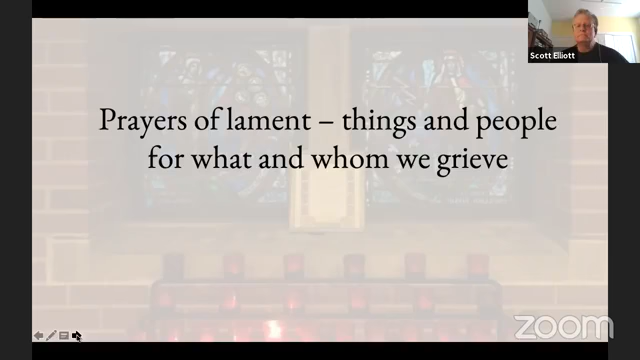 Scott Elliott
Prayers of lament – things and people
for what and whom we grieve
zoom